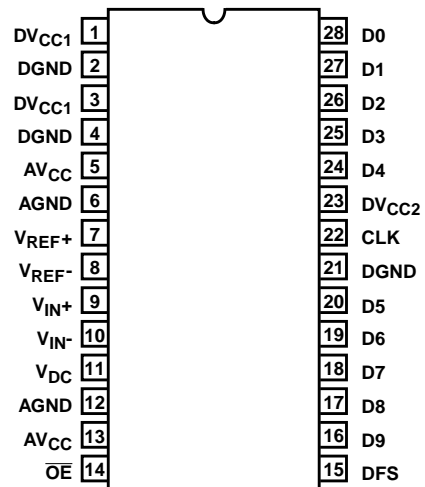 DVCC1 1 28 D0
DGND 2 27 D1
DVCC1 3 26 D2
DGND 4 25 D3
AVCC 5 24 D4
AGND 6 23 DVCC2
VREF+ 7 22 CLK
VREF- 8 21 DGND
VIN+ 9 20 D5
VIN- 10 19 D6
VDC 11 18 D7
AGND 12 17 D8
AVCC 13 16 D9
O̅E̅ 14 15 DFS